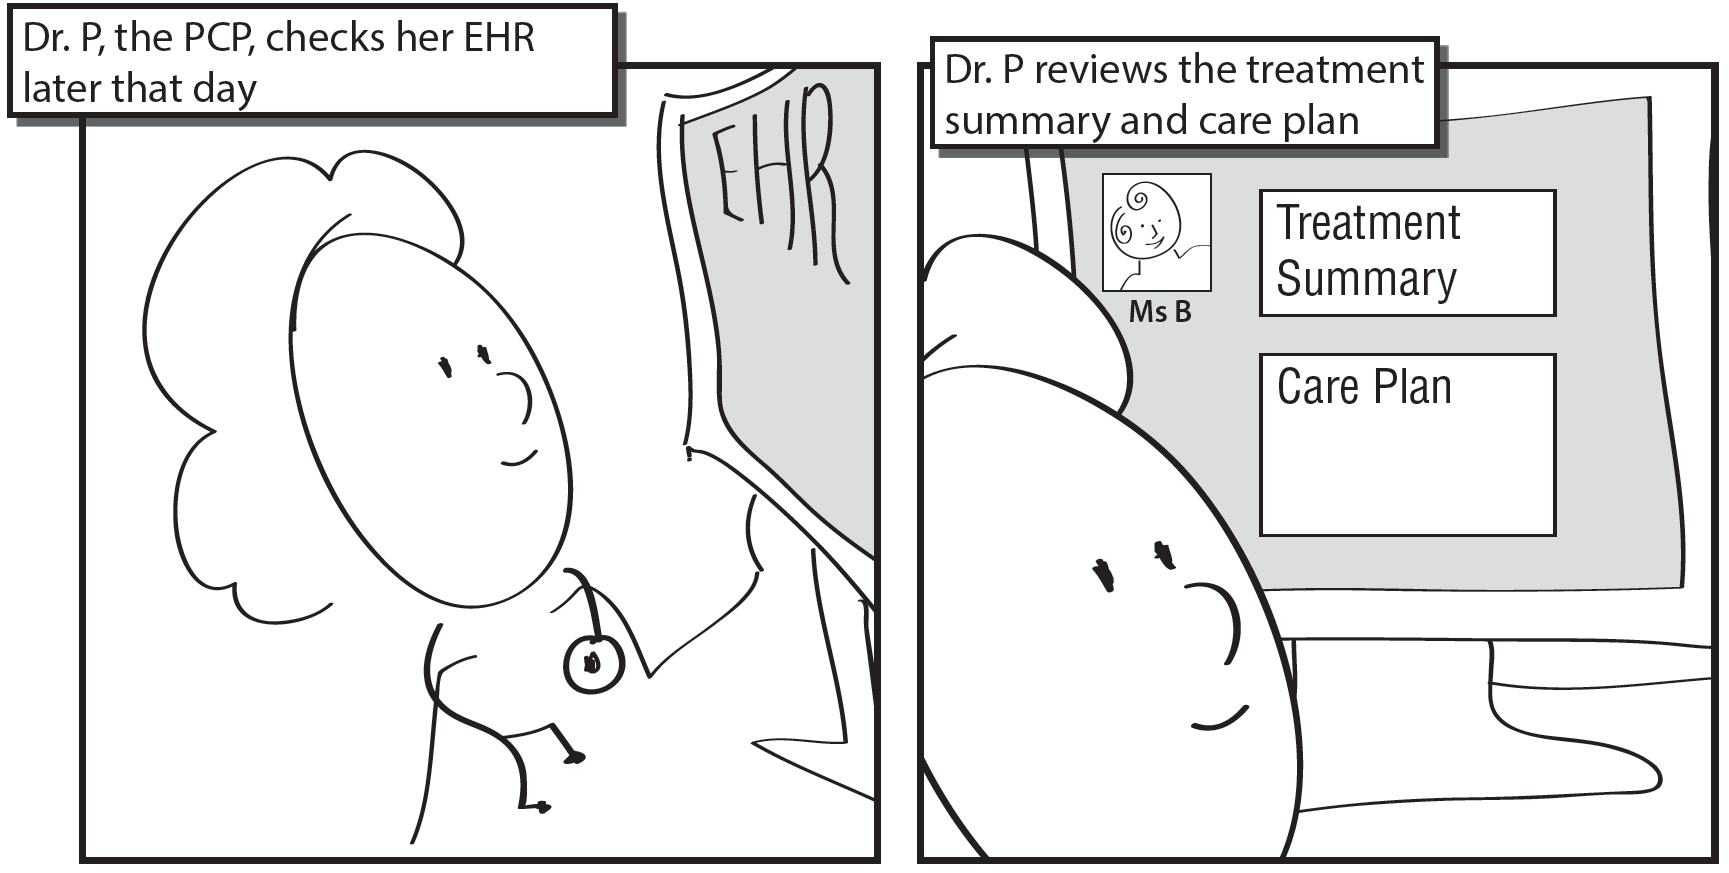 Dr. P, the PCP, checks her EHR
later that day
EHR
Dr. P reviews the treatment
summary and care plan
Ms B
Treatment
Summary
Care Plan